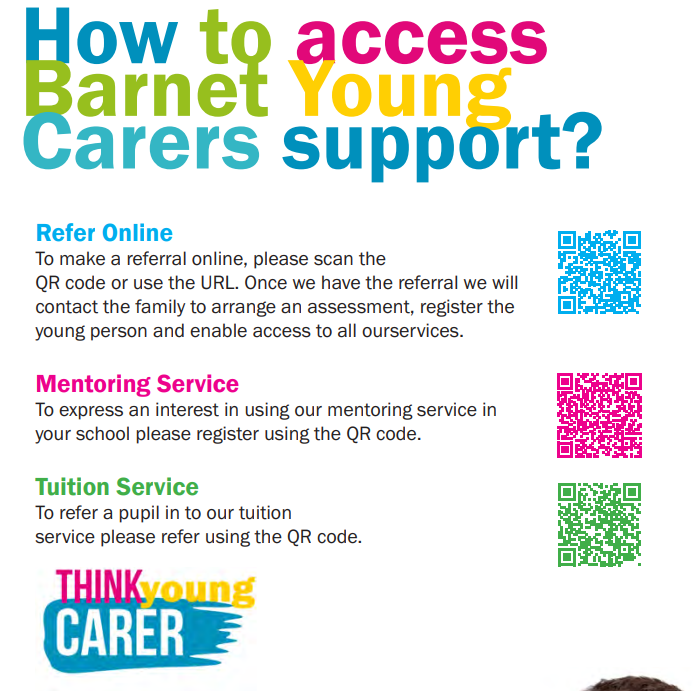 How to access
Barnet Young
Carers support?
Refer Online
To make a referral online, please scan the
QR code or use the URL. Once we have the referral we will
contact the family to arrange an assessment, register the
young person and enable access to all ourservices.
Mentoring Service
To express an interest in using our mentoring service in
your school please register using the QR code.
Tuition Service
To refer a pupil in to our tuition
service please refer using the QR code.
THINKyoung
CARER